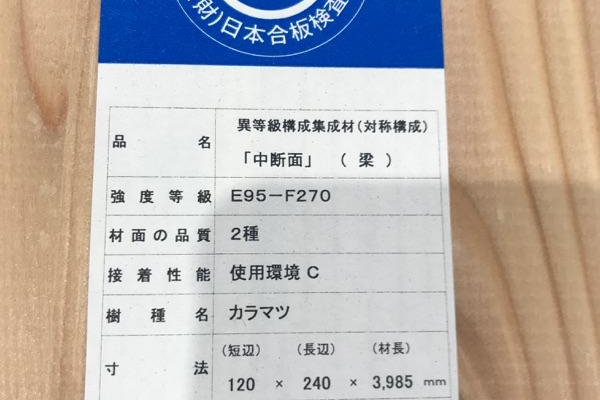 財)日本合板検査
品名 異等級構成集成材(対称構成)
「中断面」 (梁)
強度等級 E95-F270
材面の品質 2種
接着性能 使用環境C
樹種名 カラマツ
(短辺) (長辺) (材長)
寸法 120 × 240 × 3,985 mm